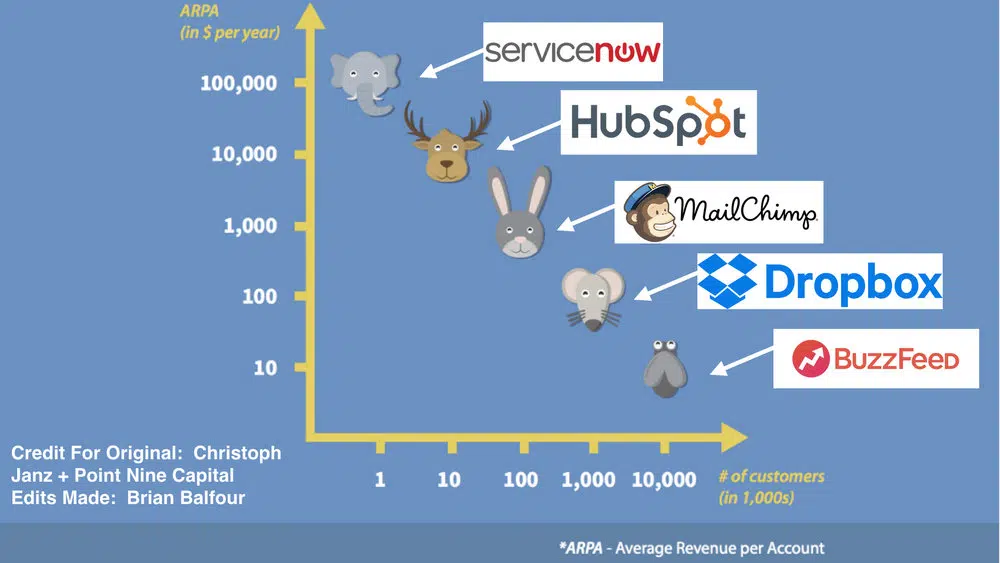 ARPA
(in $ per year)
servicenow
100,000
HubSpot
10,000
MailChimp
1,000
Dropbox
100
BuzzFeed
10
Credit For Original: Christoph
Janz + Point Nine Capital
Edits Made: Brian Balfour
1 10 100 1,000 10,000
# of customers
(in 1,000s)
*ARPA - Average Revenue per Account